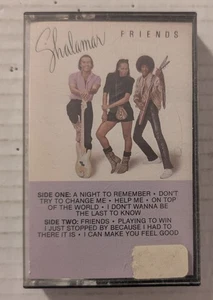 Shalamar FRIENDS
SIDE ONE: A NIGHT TO REMEMBER • DON'T
TRY TO CHANGE ME • HELP ME • ON TOP
OF THE WORLD • I DON'T WANNA BE
THE LAST TO KNOW
SIDE TWO: FRIENDS • PLAYING TO WIN
I JUST STOPPED BY BECAUSE I HAD TO
THERE IT IS • I CAN MAKE YOU FEEL GOOD